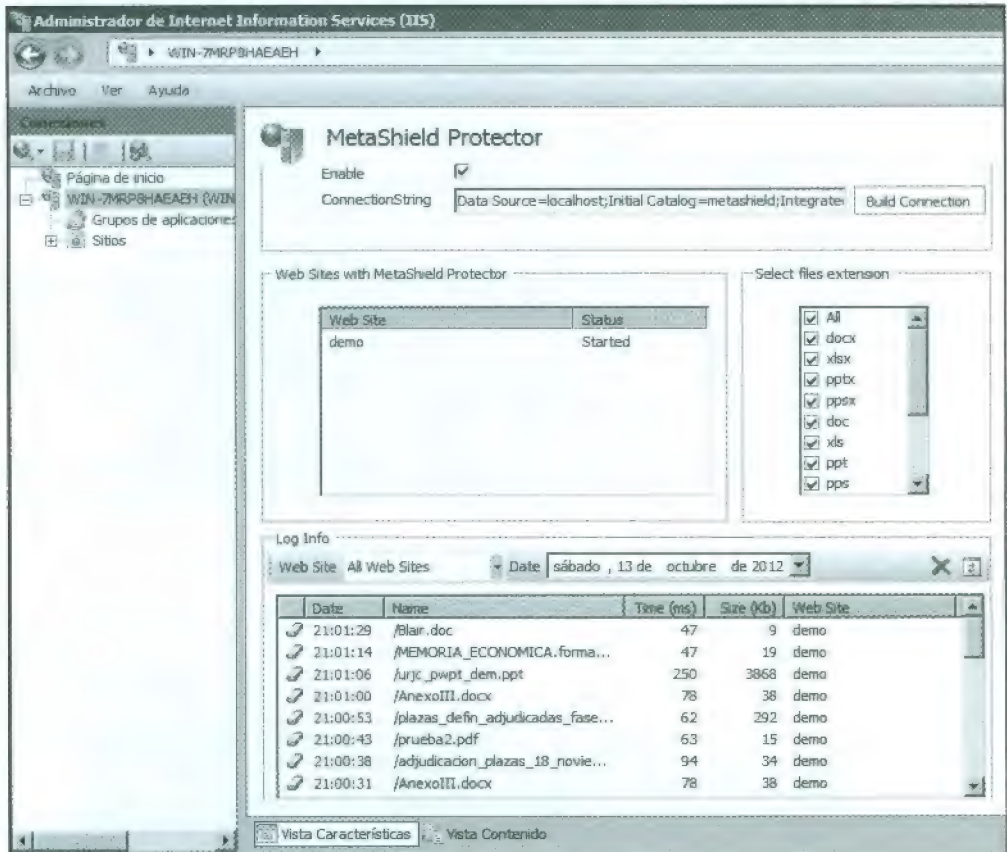 Administrador de Internet Information Services (IIS)
WIN-7MRP8HAEAEH
Archivo Ver Ayuda
Conexiones
Página de inicio
WIN-7MRP8HAEAEH (WIN
Grupos de aplicaciones
Sitios
MetaShield Protector
Enable
ConnectionString Data Source=localhost;Initial Catalog=metashield;Integrate Build Connection
Web Sites with MetaShield Protector
Web Site Status
demo Started
Select files extension
All
docx
xlsx
pptx
ppsx
doc
xls
ppt
pps
Log Info
Web Site All Web Sites Date sábado , 13 de octubre de 2012
Date Name Time (ms) Size (Kb) Web Site
21:01:29 /Blair.doc 47 9 demo
21:01:14 /MEMORIA_ECONOMICA.forma... 47 19 demo
21:01:06 /urjc_pwpt_dem.ppt 250 3868 demo
21:01:00 /AnexoIII.docx 78 38 demo
21:00:53 /plazas_defin_adjudicadas_fase... 62 292 demo
21:00:43 /prueba2.pdf 63 15 demo
21:00:38 /adjudicacion_plazas_18_novie... 94 34 demo
21:00:31 /AnexoIII.docx 78 38 demo
Vista Características Vista Contenido